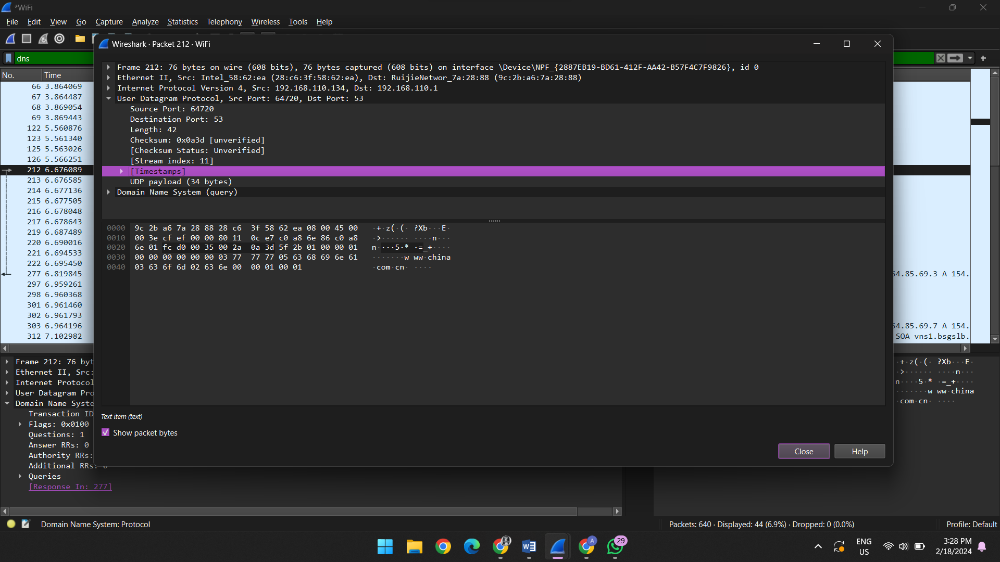 *WiFi
File Edit View Go Capture Analyze Statistics Telephony Wireless Tools Help
Wireshark · Packet 212 · WiFi
dns
No. Time
66 3.864069
67 3.864487
68 3.869054
69 3.869443
122 5.560876
123 5.561340
125 5.563026
126 5.566251
212 6.676089
213 6.676585
214 6.677136
215 6.677505
216 6.678048
217 6.678643
219 6.687489
220 6.690016
221 6.694533
222 6.695450
277 6.819845
297 6.959261
298 6.960368
301 6.961460
302 6.961793
303 6.964196
312 7.102982
Frame 212: 76 bytes on wire (608 bits), 76 bytes captured (608 bits) on interface \Device\NPF_{2887EB19-BD61-412F-AA42-B57F4C7F9826}, id 0
Ethernet II, Src: Intel_58:62:ea (28:c6:3f:58:62:ea), Dst: RuijieNetwor_7a:28:88 (9c:2b:a6:7a:28:88)
Internet Protocol Version 4, Src: 192.168.110.134, Dst: 192.168.110.1
User Datagram Protocol, Src Port: 64720, Dst Port: 53
Source Port: 64720
Destination Port: 53
Length: 42
Checksum: 0x0a3d [unverified]
[Checksum Status: Unverified]
[Stream index: 11]
[Timestamps]
UDP payload (34 bytes)
Domain Name System (query)
0000 9c 2b a6 7a 28 88 28 c6 3f 58 62 ea 08 00 45 00 ·+·z(·(· ?Xb···E·
0010 00 3e cf ef 00 00 80 11 0c e7 c0 a8 6e 86 c0 a8 ·>······ ····n···
0020 6e 01 fc d0 00 35 00 2a 0a 3d 5f 2b 01 00 00 01 n····5·* ·=_+····
0030 00 00 00 00 00 00 03 77 77 77 05 63 68 69 6e 61 ·······w ww·china
0040 03 63 6f 6d 02 63 6e 00 00 01 00 01 ·com·cn· ····
54.85.69.3 A 154.
54.85.69.7 A 154.
SOA vns1.bsgslb.
Text item (text)
Show packet bytes
Close Help
Frame 212: 76 byt
Ethernet II, Src:
Internet Protocol
User Datagram Pro
Domain Name Syste
Transaction ID
Flags: 0x0100
Questions: 1
Answer RRs: 0
Authority RRs:
Additional RRs: 0
Queries
[Response In: 277]
·+·z(·(· ?Xb···E·
·>······ ····n···
n····5·* ·=_+····
·······w ww·china
·com·cn· ····
Domain Name System: Protocol
Packets: 640 · Displayed: 44 (6.9%) · Dropped: 0 (0.0%)
Profile: Default
A
29
ENG
US
3:28 PM
2/18/2024